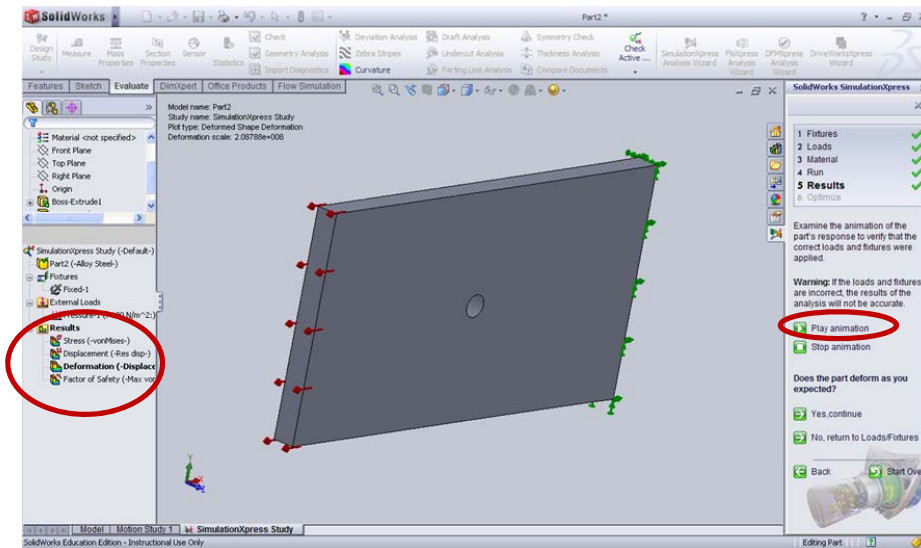 SolidWorks
Part2 *
Design Study
Measure
Mass Properties
Section Properties
Sensor
Statistics
Check
Geometry Analysis
Import Diagnostics
Deviation Analysis
Zebra Stripes
Curvature
Draft Analysis
Undercut Analysis
Parting Line Analysis
Symmetry Check
Thickness Analysis
Compare Documents
Check Active ...
SimulationXpress Analysis Wizard
FloXpress Analysis Wizard
DFMXpress Analysis Wizard
DriveWorksXpress Wizard
Features
Sketch
Evaluate
DimXpert
Office Products
Flow Simulation
Material <not specified>
Front Plane
Top Plane
Right Plane
Origin
Boss-Extrude1
SimulationXpress Study (-Default-)
Part2 (-Alloy Steel-)
Fixtures
Fixed-1
External Loads
N/m^2:)
Results
Stress (-vonMises-)
Displacement (-Res disp-)
Deformation (-Displace
Factor of Safety (-Max von
Model name: Part2
Study name: SimulationXpress Study
Plot type: Deformed Shape Deformation
Deformation scale: 2.08788e+008
SolidWorks SimulationXpress
1 Fixtures
2 Loads
3 Material
4 Run
5 Results
6 Optimize
Examine the animation of the
part's response to verify that the
correct loads and fixtures were
applied.
Warning: If the loads and fixtures
are incorrect, the results of the
analysis will not be accurate.
Play animation
Stop animation
Does the part deform as you
expected?
Yes,continue
No, return to Loads/Fixtures
Back
Start Ove
Model
Motion Study 1
SimulationXpress Study
SolidWorks Education Edition - Instructional Use Only
Editing Part